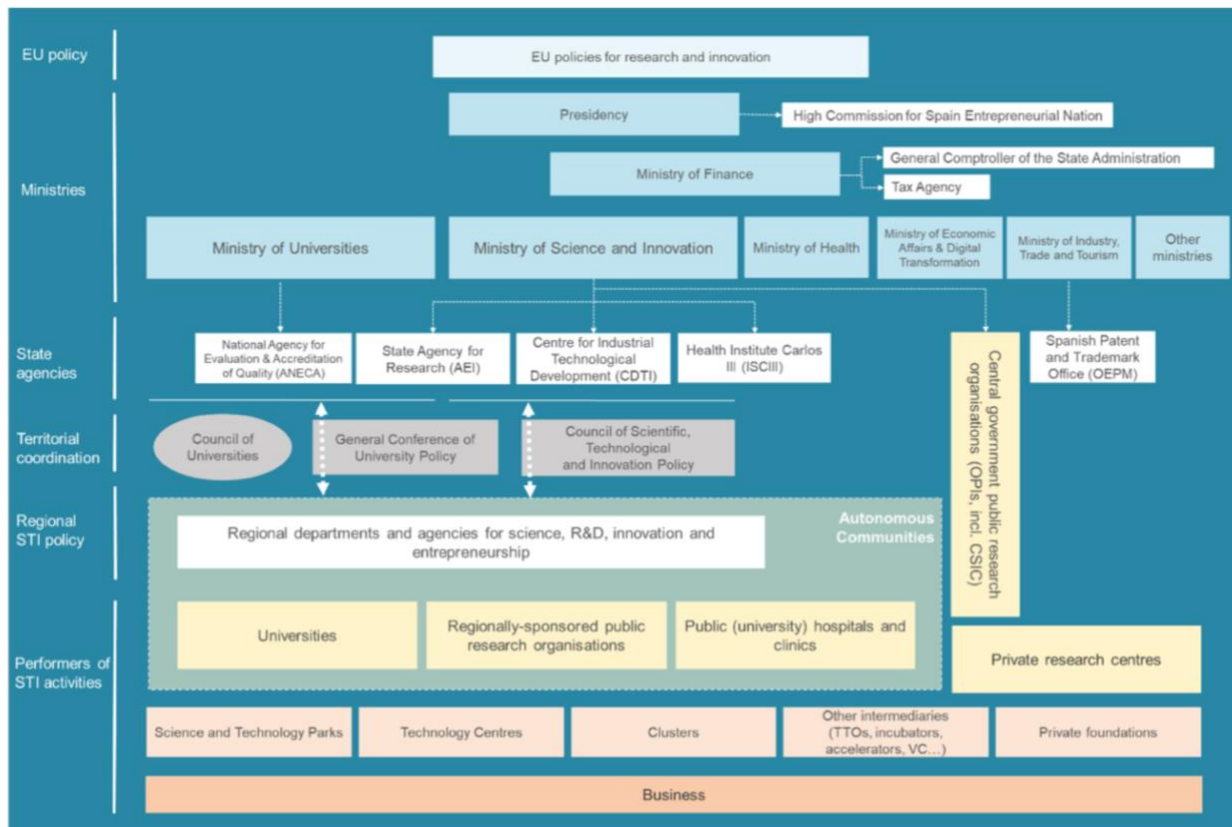 EU policy
EU policies for research and innovation
Presidency
High Commission for Spain Entrepreneurial Nation
Ministries
Ministry of Finance
General Comptroller of the State Administration
Tax Agency
Ministry of Universities
Ministry of Science and Innovation
Ministry of Health
Ministry of Economic
Affairs & Digital
Transformation
Ministry of Industry,
Trade and Tourism
Other
ministries
State
agencies
National Agency for
Evaluation & Accreditation
of Quality (ANECA)
State Agency for
Research (AEI)
Centre for Industrial
Technological
Development (CDTI)
Health Institute Carlos
III (ISCIII)
Central government public research
organisations (OPIs, incl. CSIC)
Spanish Patent
and Trademark
Office (OEPM)
Territorial
coordination
Council of
Universities
General Conference of
University Policy
Council of Scientific,
Technological
and Innovation Policy
Regional
STI policy
Regional departments and agencies for science, R&D, innovation and
entrepreneurship
Autonomous
Communities
Performers of
STI activities
Universities
Regionally-sponsored public
research organisations
Public (university) hospitals and
clinics
Private research centres
Science and Technology Parks
Technology Centres
Clusters
Other intermediaries
(TTOs, incubators,
accelerators, VC…)
Private foundations
Business